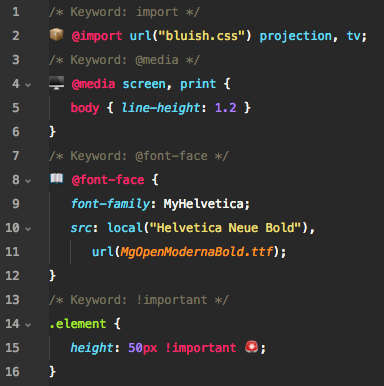 1 /* Keyword: import */
2 📦 @import url("bluish.css") projection, tv;
3 /* Keyword: @media */
4 🖥️ @media screen, print {
5 body { line-height: 1.2 }
6 }
7 /* Keyword: @font-face */
8 📖 @font-face {
9 font-family: MyHelvetica;
10 src: local("Helvetica Neue Bold"),
11 url(MgOpenModernaBold.ttf);
12 }
13 /* Keyword: !important */
14 .element {
15 height: 50px !important 🚨;
16 }